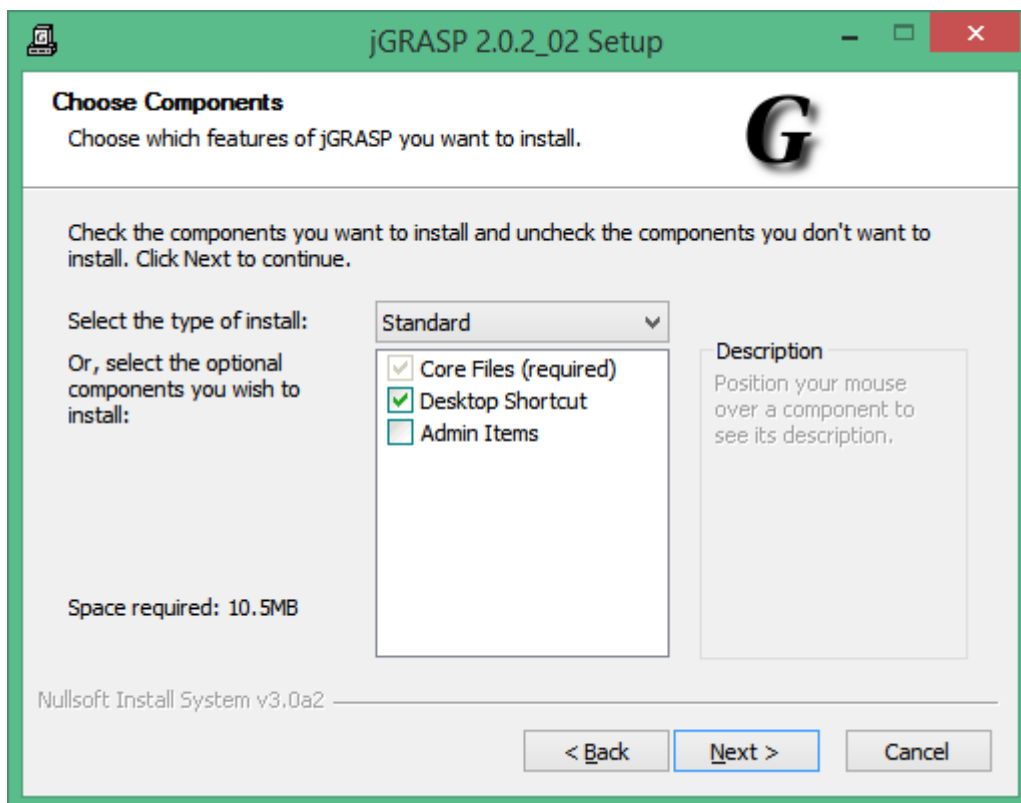 jGRASP 2.0.2_02 Setup
Choose Components
Choose which features of jGRASP you want to install.
G
Check the components you want to install and uncheck the components you don't want to
install. Click Next to continue.
Select the type of install:
Standard
Or, select the optional
components you wish to
install:
Core Files (required)
Desktop Shortcut
Admin Items
Description
Position your mouse
over a component to
see its description.
Space required: 10.5MB
Nullsoft Install System v3.0a2
< Back
Next >
Cancel